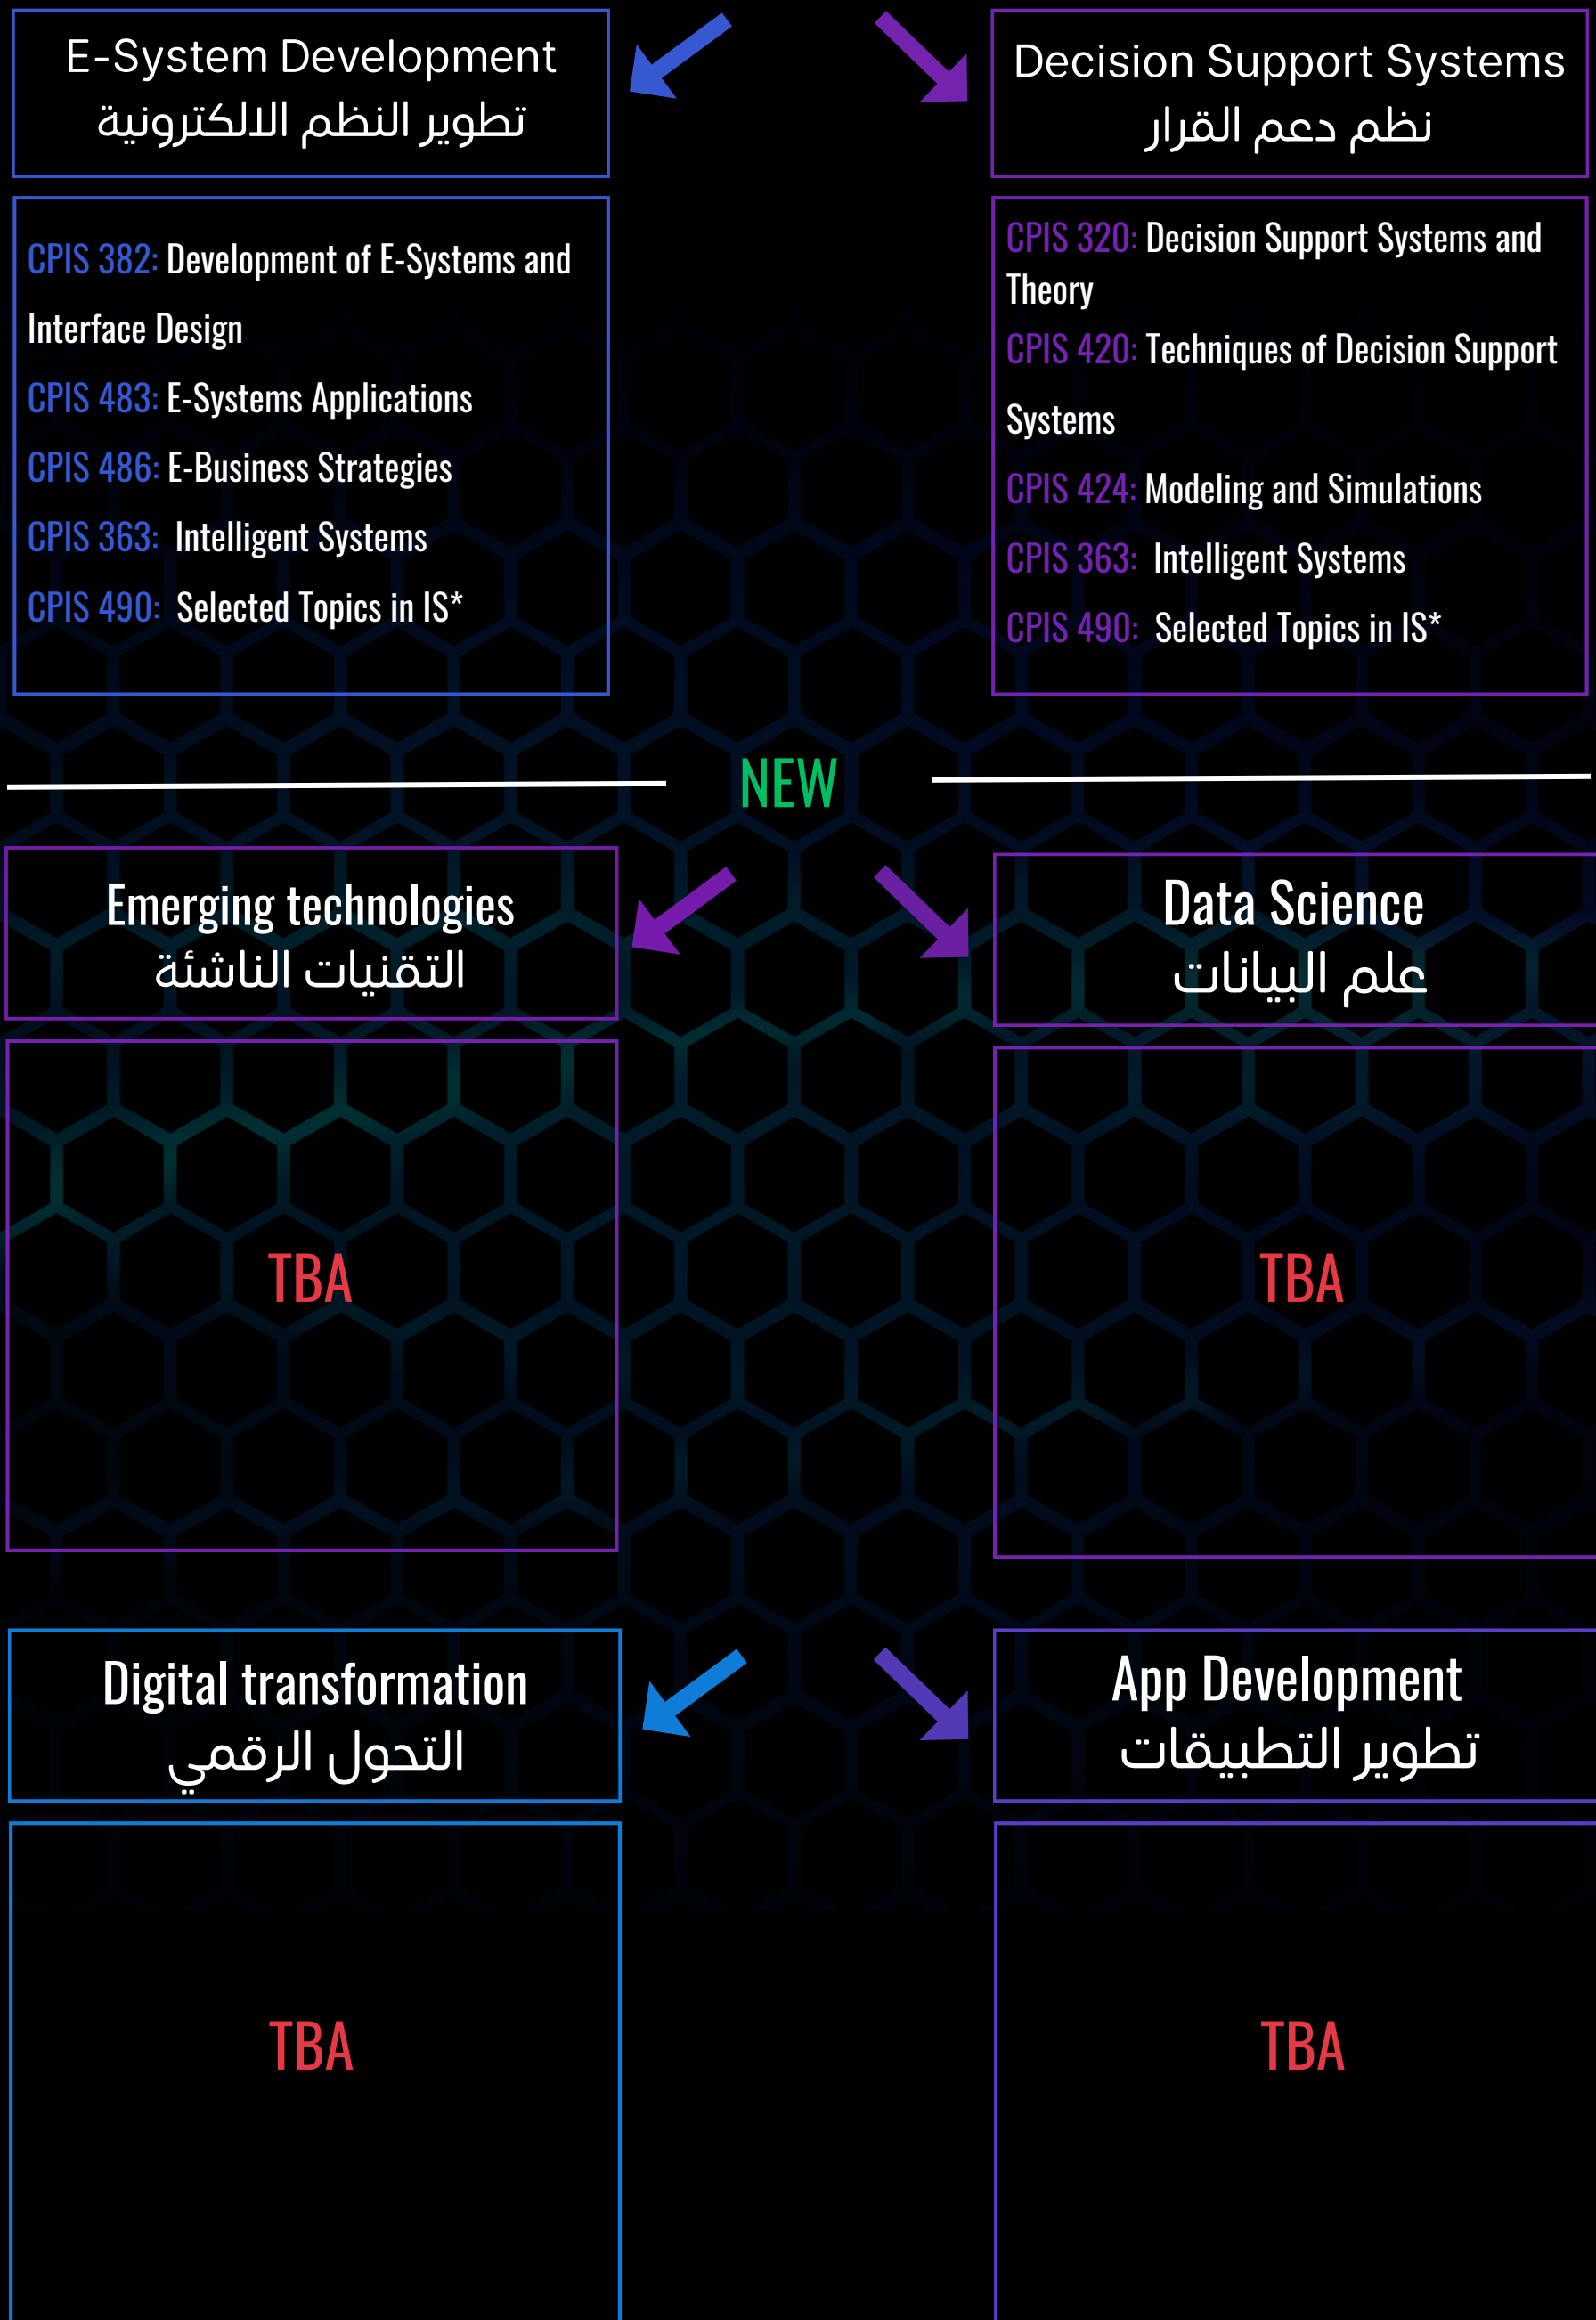 E-System Development
تطوير النظم الالكترونية
Decision Support Systems
نظم دعم القرار
CPIS 382: Development of E-Systems and
Interface Design
CPIS 483: E-Systems Applications
CPIS 486: E-Business Strategies
CPIS 363: Intelligent Systems
CPIS 490: Selected Topics in IS*
CPIS 320: Decision Support Systems and
Theory
CPIS 420: Techniques of Decision Support
Systems
CPIS 424: Modeling and Simulations
CPIS 363: Intelligent Systems
CPIS 490: Selected Topics in IS*
NEW
Emerging technologies
التقنيات الناشئة
Data Science
علم البيانات
TBA
TBA
Digital transformation
التحول الرقمي
App Development
تطوير التطبيقات
TBA
TBA